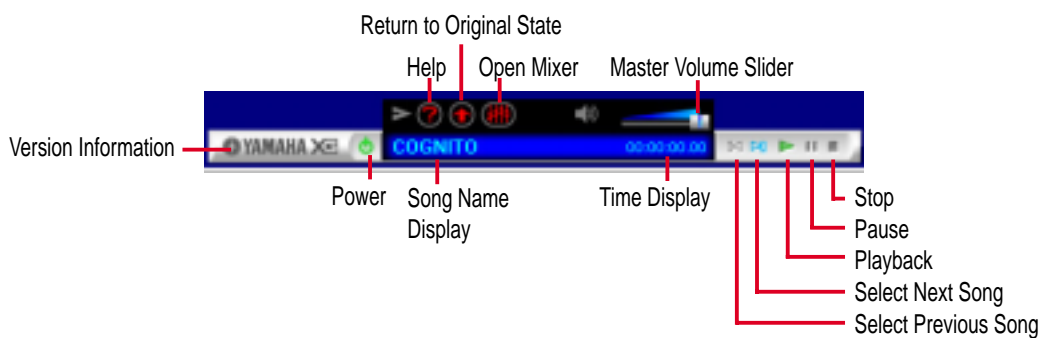 Return to Original State
Help
Open Mixer
Master Volume Slider
Version Information
YAMAHA XG
COGNITO
00:00:00.00
Power
Song Name
Display
Time Display
Stop
Pause
Playback
Select Next Song
Select Previous Song